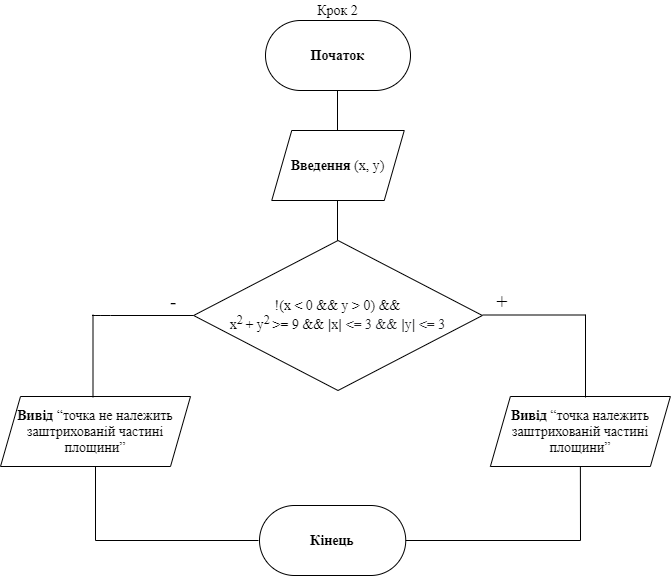 Крок 2
Початок
Введення (x, y)
-
+
!(x < 0 && y > 0) &&
x² + y² >= 9 && |x| <= 3 && |y| <= 3
Вивід “точка не належить
заштрихованій частині
площини”
Вивід “точка належить
заштрихованій частині
площини”
Кінець